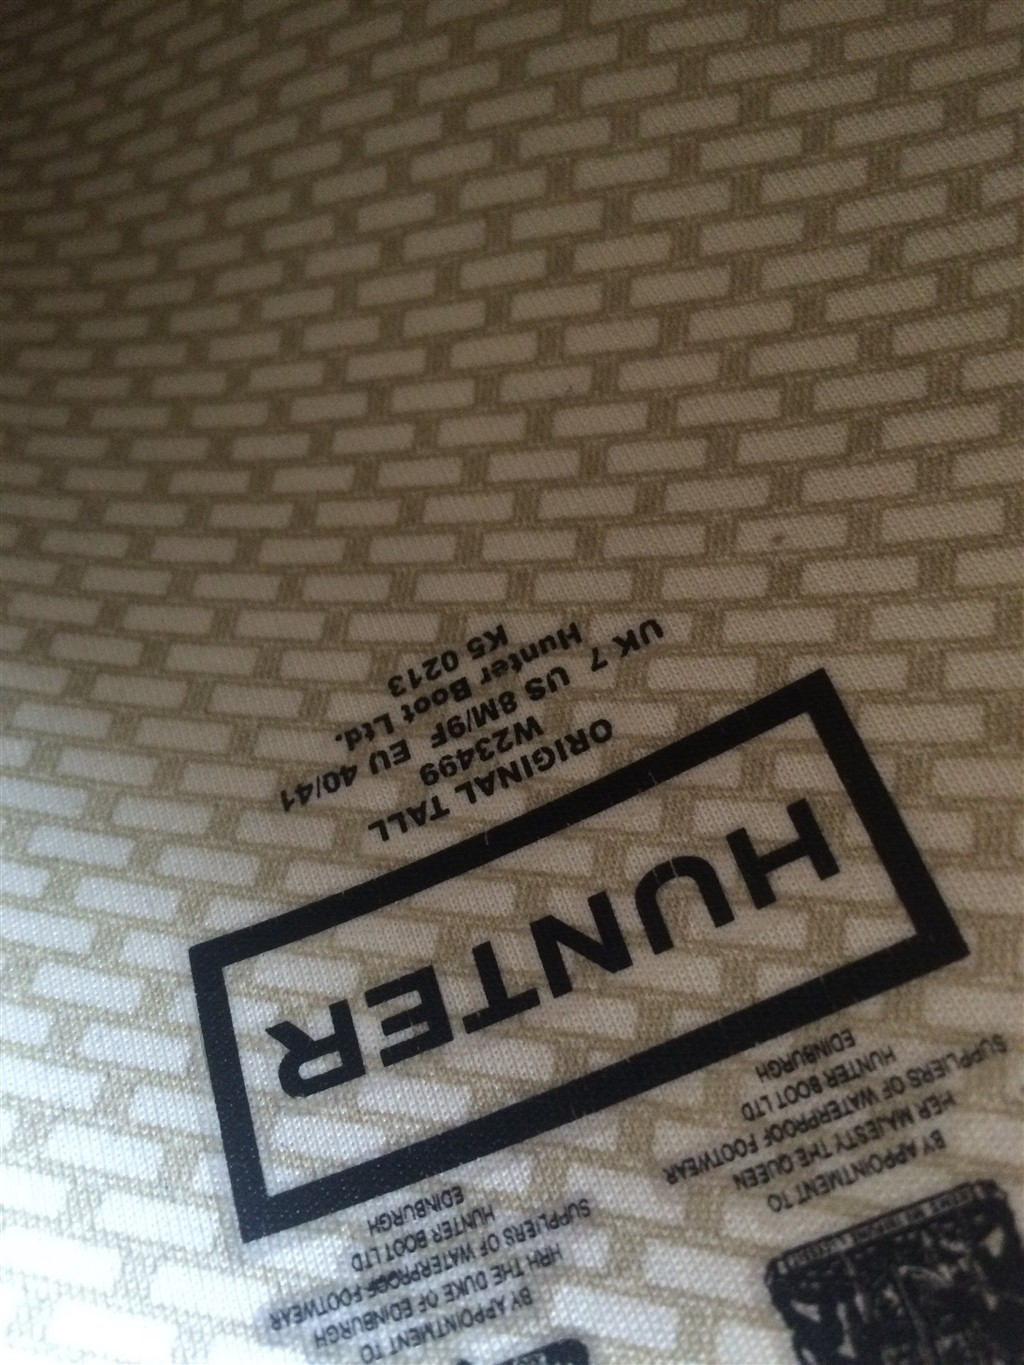 BY APPOINTMENT TO
HER MAJESTY THE QUEEN
SUPPLIERS OF WATERPROOF FOOTWEAR
HUNTER BOOT LTD
EDINBURGH
BY APPOINTMENT TO
HRH THE DUKE OF EDINBURGH
SUPPLIERS OF WATERPROOF FOOTWEAR
HUNTER BOOT LTD
EDINBURGH
HUNTER
ORIGINAL TALL
W23499
UK 7 US 8M/9F EU 40/41
Hunter Boot Ltd.
K5 0213